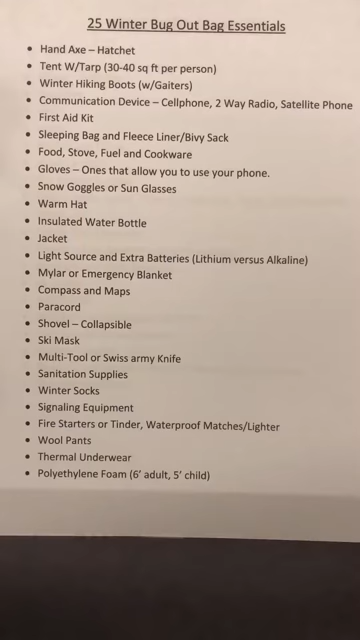 25 Winter Bug Out Bag Essentials
• Hand Axe – Hatchet
• Tent W/Tarp (30-40 sq ft per person)
• Winter Hiking Boots (w/Gaiters)
• Communication Device – Cellphone, 2 Way Radio, Satellite Phone
• First Aid Kit
• Sleeping Bag and Fleece Liner/Bivy Sack
• Food, Stove, Fuel and Cookware
• Gloves – Ones that allow you to use your phone.
• Snow Goggles or Sun Glasses
• Warm Hat
• Insulated Water Bottle
• Jacket
• Light Source and Extra Batteries (Lithium versus Alkaline)
• Mylar or Emergency Blanket
• Compass and Maps
• Paracord
• Shovel – Collapsible
• Ski Mask
• Multi-Tool or Swiss army Knife
• Sanitation Supplies
• Winter Socks
• Signaling Equipment
• Fire Starters or Tinder, Waterproof Matches/Lighter
• Wool Pants
• Thermal Underwear
• Polyethylene Foam (6' adult, 5' child)